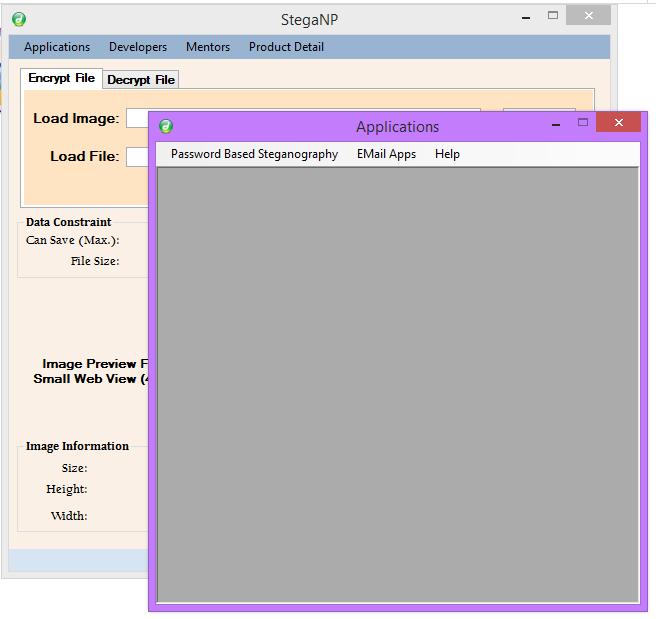 StegaNP
Applications Developers Mentors Product Detail
Encrypt File Decrypt File
Load Image:
Load File:
Data Constraint
Can Save (Max.):
File Size:
Image Preview F
Small Web View (4
Image Information
Size:
Height:
Width:
Applications
Password Based Steganography EMail Apps Help